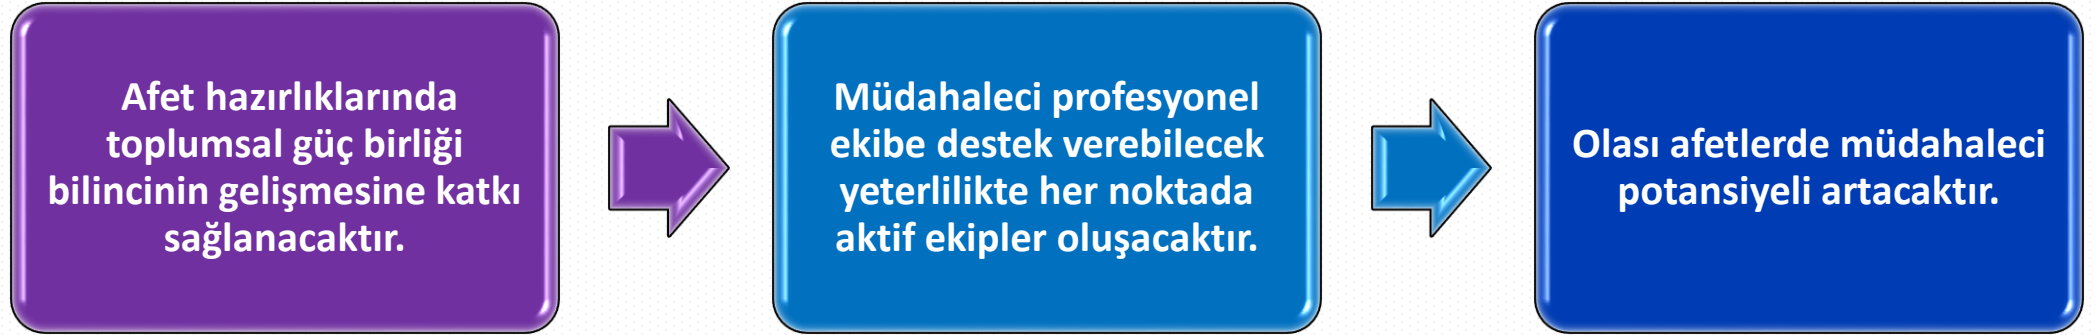 Afet hazırlıklarında
toplumsal güç birliği
bilincinin gelişmesine katkı
sağlanacaktır.
Müdahaleci profesyonel
ekibe destek verebilecek
yeterlilikte her noktada
aktif ekipler oluşacaktır.
Olası afetlerde müdahaleci
potansiyeli artacaktır.